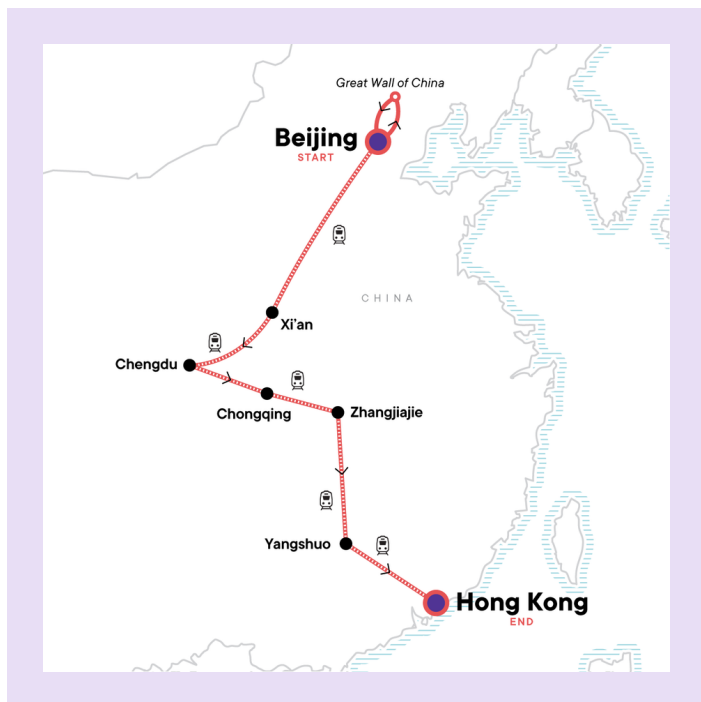 Great Wall of China
Beijing
START
CHINA
Xi’an
Chengdu
Chongqing
Zhangjiajie
Yangshuo
Hong Kong
END